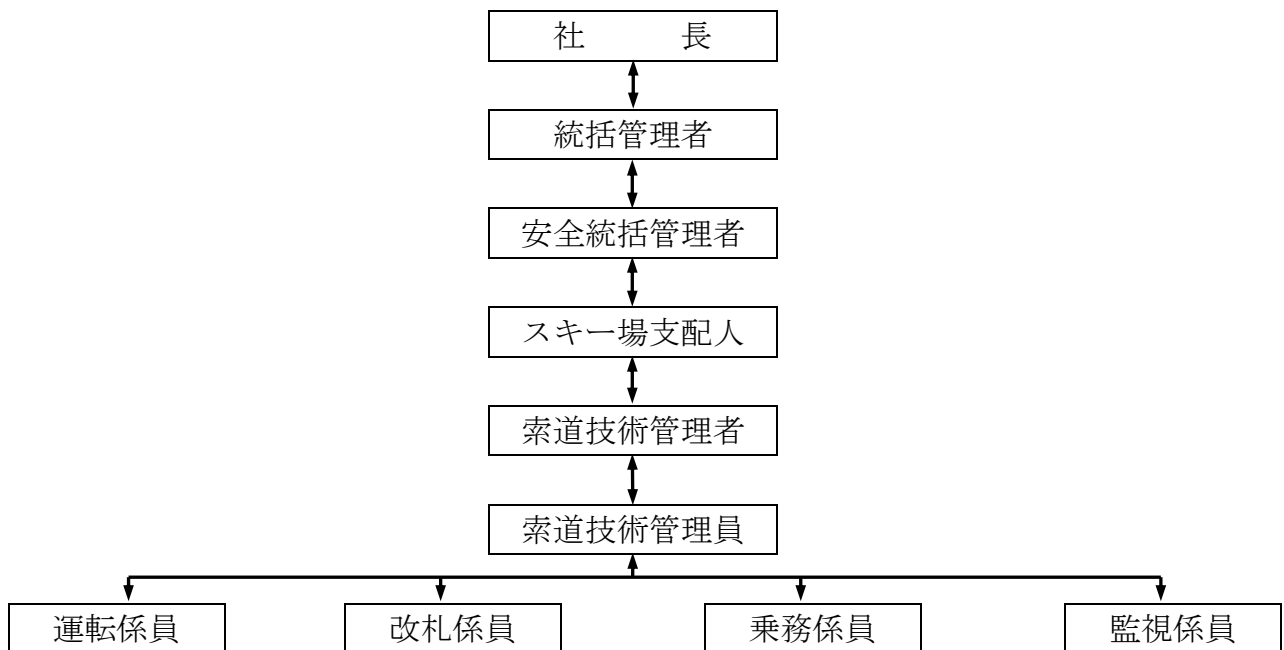 社　　　長
統括管理者
安全統括管理者
スキー場支配人
索道技術管理者
索道技術管理員
運転係員
改札係員
乗務係員
監視係員